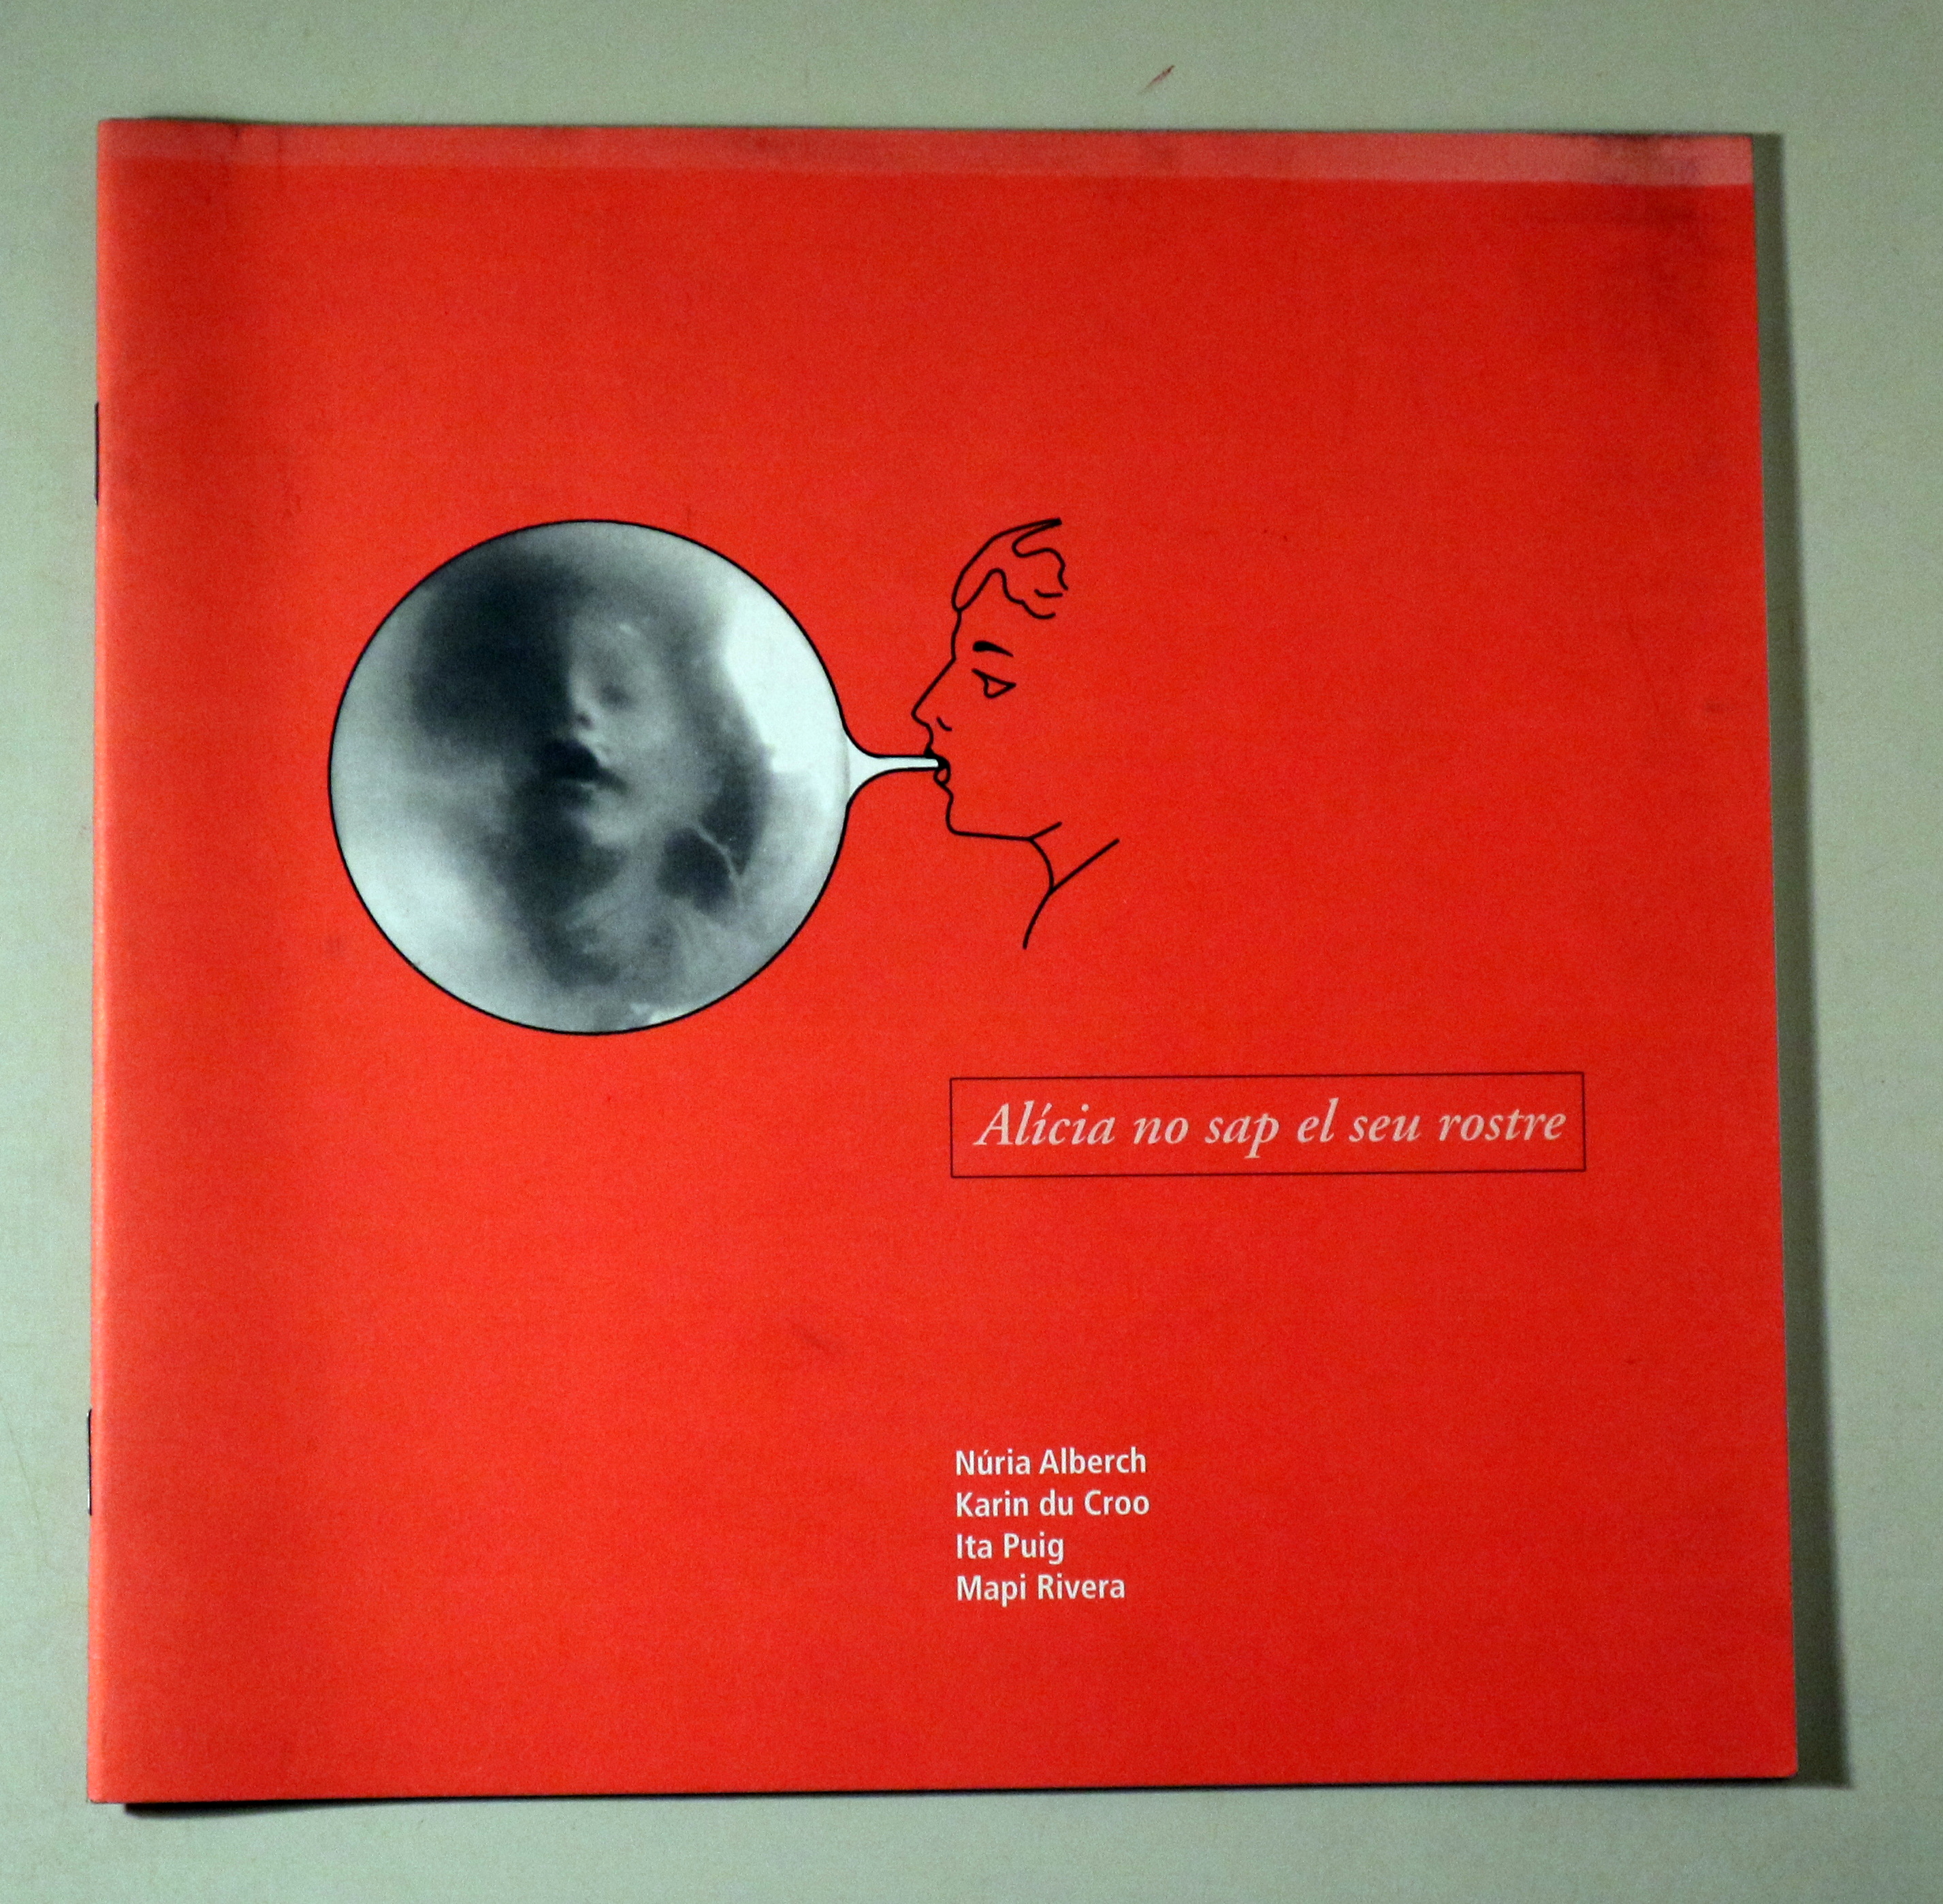 Alícia no sap el seu rostre
Núria Alberch
Karin du Croo
Ita Puig
Mapi Rivera